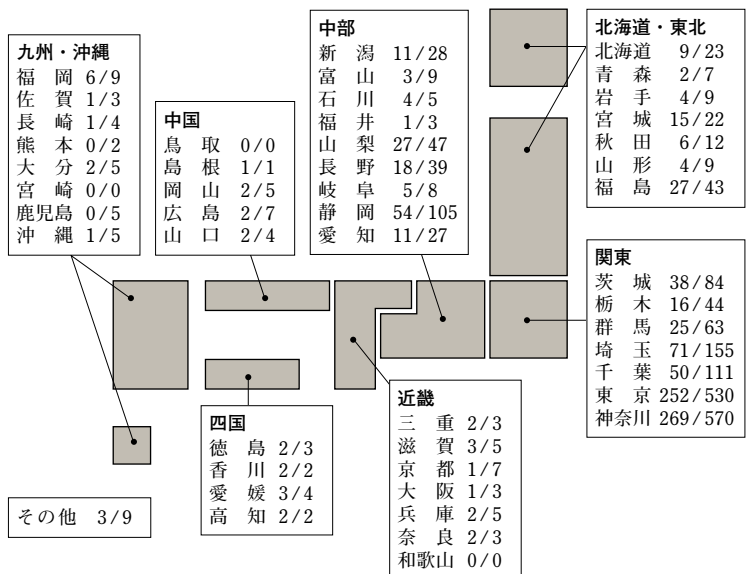 九州・沖縄
福岡 6/9
佐賀 1/3
長崎 1/4
熊本 0/2
大分 2/5
宮崎 0/0
鹿児島 0/5
沖縄 1/5
中国
鳥取 0/0
島根 1/1
岡山 2/5
広島 2/7
山口 2/4
中部
新潟 11/28
富山 3/9
石川 4/5
福井 1/3
山梨 27/47
長野 18/39
岐阜 5/8
静岡 54/105
愛知 11/27
北海道・東北
北海道 9/23
青森 2/7
岩手 4/9
宮城 15/22
秋田 6/12
山形 4/9
福島 27/43
関東
茨城 38/84
栃木 16/44
群馬 25/63
埼玉 71/155
千葉 50/111
東京 252/530
神奈川 269/570
近畿
三重 2/3
滋賀 3/5
京都 1/7
大阪 1/3
兵庫 2/5
奈良 2/3
和歌山 0/0
四国
徳島 2/3
香川 2/2
愛媛 3/4
高知 2/2
その他 3/9